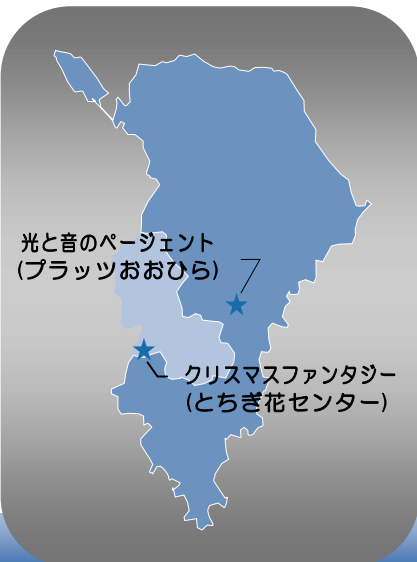 光と音のページェント
(プラッツおおひら)
クリスマスファンタジー
(とちぎ花センター)